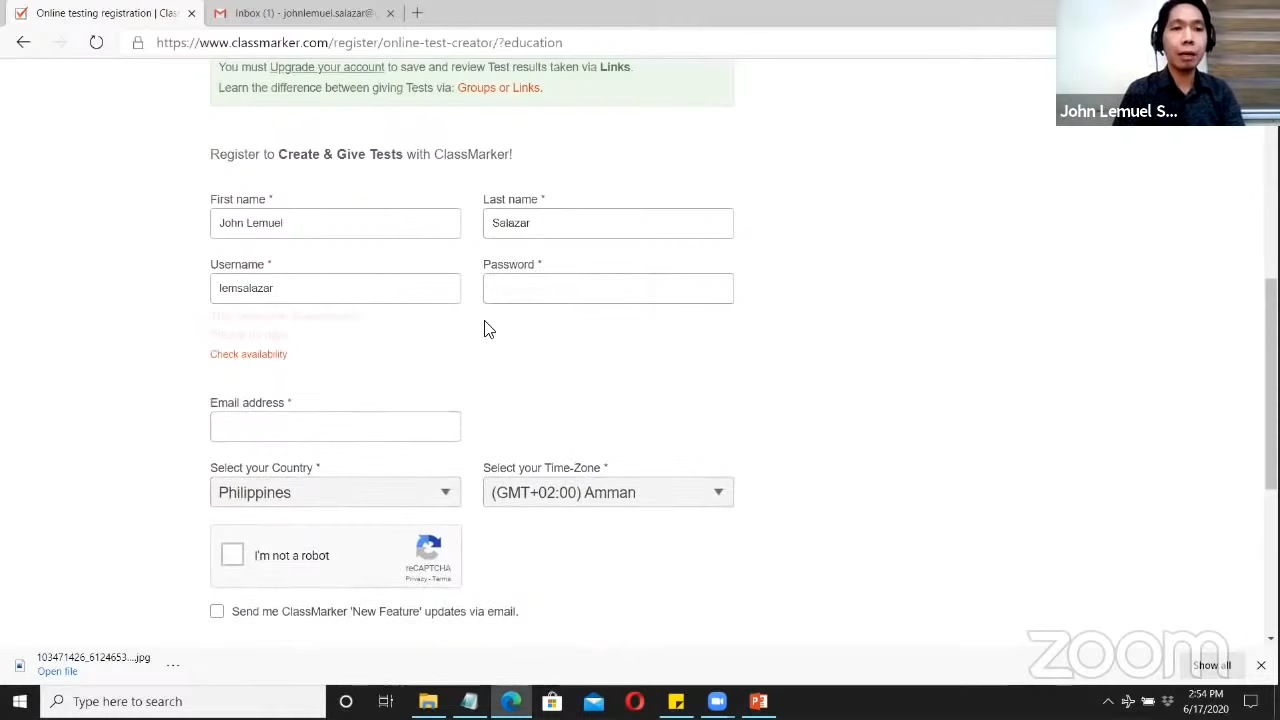 Online testing registration | Clas
Inbox (1) - johnlemuel.salazar@
https://www.classmarker.com/register/online-test-creator/?education
John Lemuel S...
You must Upgrade your account to save and review Test results taken via Links.
Learn the difference between giving Tests via: Groups or Links.
Register to Create & Give Tests with ClassMarker!
First name *
Last name *
John Lemuel
Salazar
Username *
Password *
lemsalazar
Check availability
Email address *
Select your Country *
Select your Time-Zone *
Philippines
(GMT+02:00) Amman
I'm not a robot
reCAPTCHA
Privacy - Terms
Send me ClassMarker 'New Feature' updates via email.
103471426_6124653....jpg
Open file
zoom
Show all
Type here to search
2:54 PM
6/17/2020